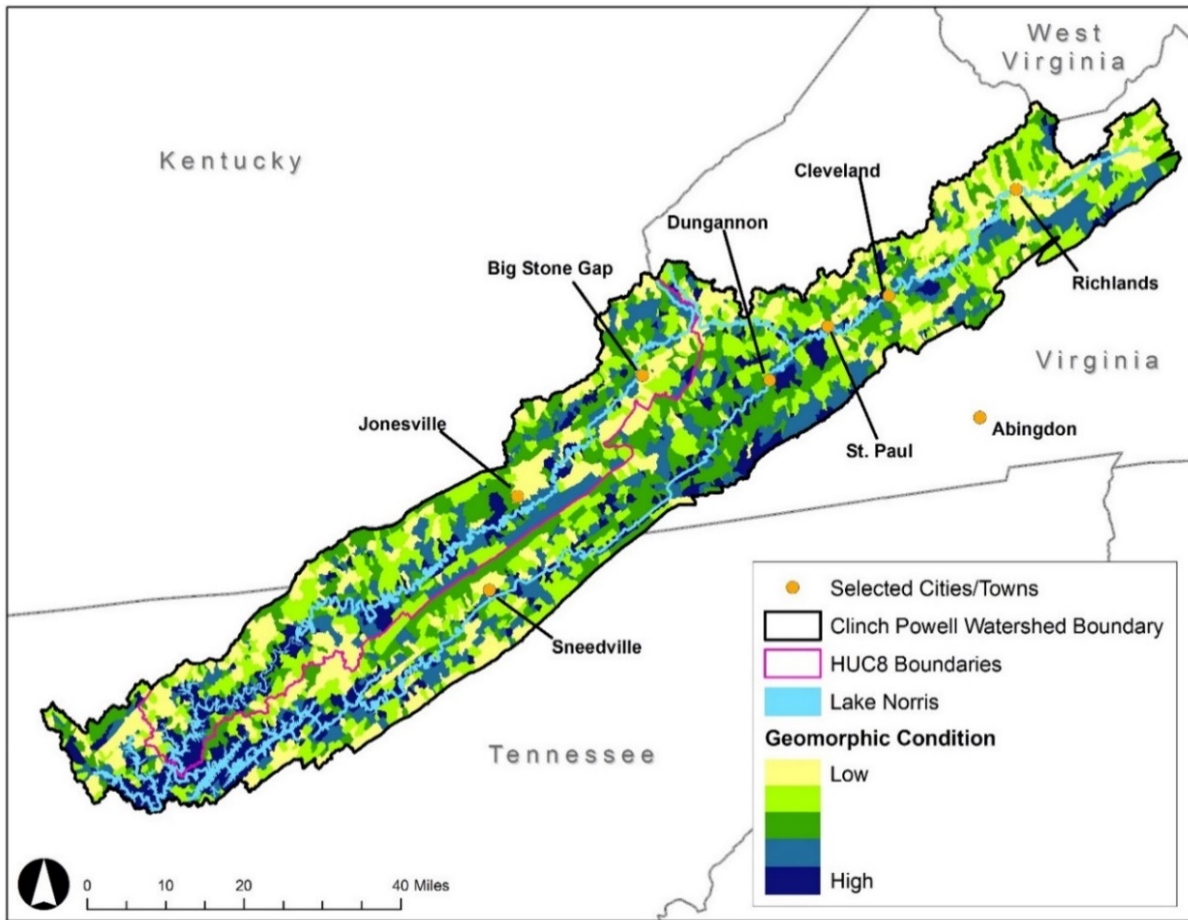 West
Virginia
Kentucky
Cleveland
Dungannon
Big Stone Gap
Richlands
Virginia
Jonesville
Abingdon
St. Paul
Sneedville
Tennessee
Selected Cities/Towns
Clinch Powell Watershed Boundary
HUC8 Boundaries
Lake Norris
Geomorphic Condition
Low
High
0 10 20 40 Miles